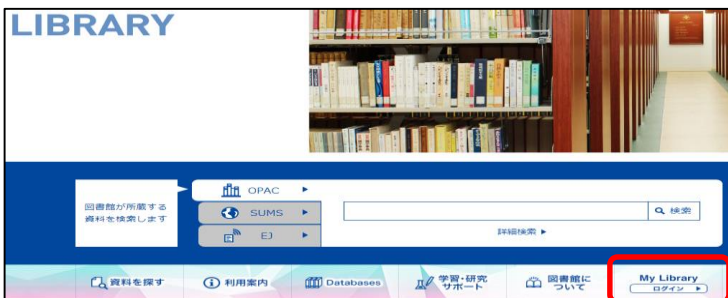 LIBRARY
図書館が所蔵する
資料を検索します
OPAC ▶
SUMS ▶
EJ ▶
検索
詳細検索 ▶
資料を探す
利用案内
Databases
学習・研究
サポート
図書館に
ついて
My Library
ログイン ▶